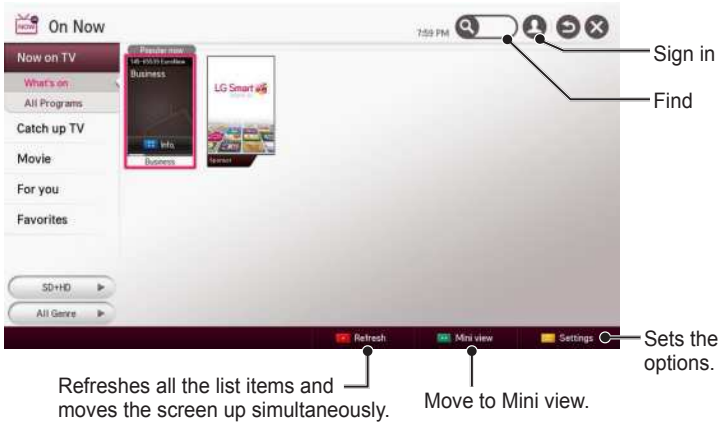 On Now
7:59 PM
Now on TV
What's on
All Programs
Catch up TV
Movie
For you
Favorites
SD+HD
All Genre
Popular now
Business
Info.
Business
LG Smart
Sponsor
Refresh
Mini view
Settings
Sign in
Find
Sets the
options.
Refreshes all the list items and
moves the screen up simultaneously.
Move to Mini view.